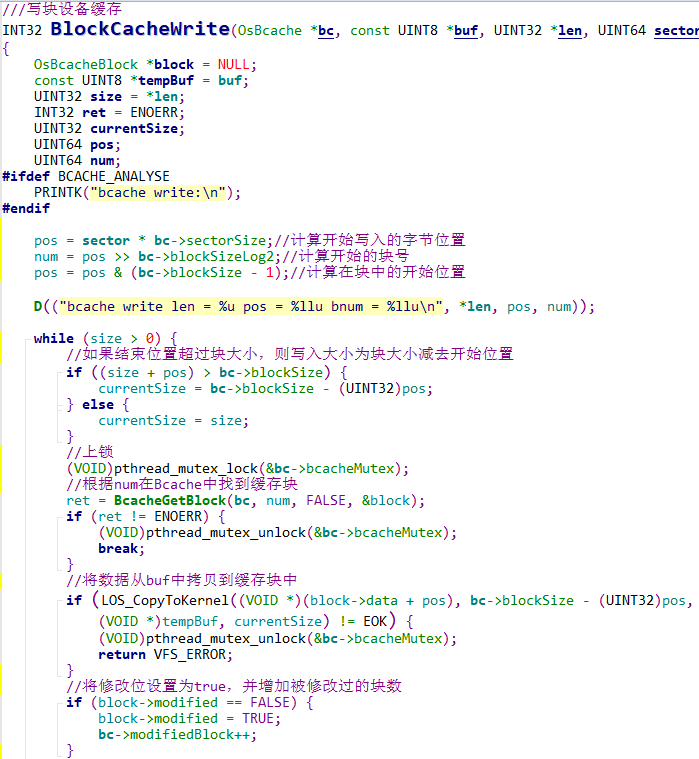 ///写块设备缓存
INT32 BlockCacheWrite(OsBcache *bc, const UINT8 *buf, UINT32 *len, UINT64 sector
{
    OsBcacheBlock *block = NULL;
    const UINT8 *tempBuf = buf;
    UINT32 size = *len;
    INT32 ret = ENOERR;
    UINT32 currentSize;
    UINT64 pos;
    UINT64 num;
#ifdef BCACHE_ANALYSE
    PRINTK("bcache write:\n");
#endif
    pos = sector * bc->sectorSize;//计算开始写入的字节位置
    num = pos >> bc->blockSizeLog2;//计算开始的块号
    pos = pos & (bc->blockSize - 1);//计算在块中的开始位置
    D(("bcache write len = %u pos = %llu bnum = %llu\n", *len, pos, num));
    while (size > 0) {
        //如果结束位置超过块大小，则写入大小为块大小减去开始位置
        if ((size + pos) > bc->blockSize) {
            currentSize = bc->blockSize - (UINT32)pos;
        } else {
            currentSize = size;
        }
        //上锁
        (VOID)pthread_mutex_lock(&bc->bcacheMutex);
        //根据num在Bcache中找到缓存块
        ret = BcacheGetBlock(bc, num, FALSE, &block);
        if (ret != ENOERR) {
            (VOID)pthread_mutex_unlock(&bc->bcacheMutex);
            break;
        }
        //将数据从buf中拷贝到缓存块中
        if (LOS_CopyToKernel((VOID *)(block->data + pos), bc->blockSize - (UINT32)pos,
            (VOID *)tempBuf, currentSize) != EOK) {
            (VOID)pthread_mutex_unlock(&bc->bcacheMutex);
            return VFS_ERROR;
        }
        //将修改位设置为true，并增加被修改过的块数
        if (block->modified == FALSE) {
            block->modified = TRUE;
            bc->modifiedBlock++;
        }